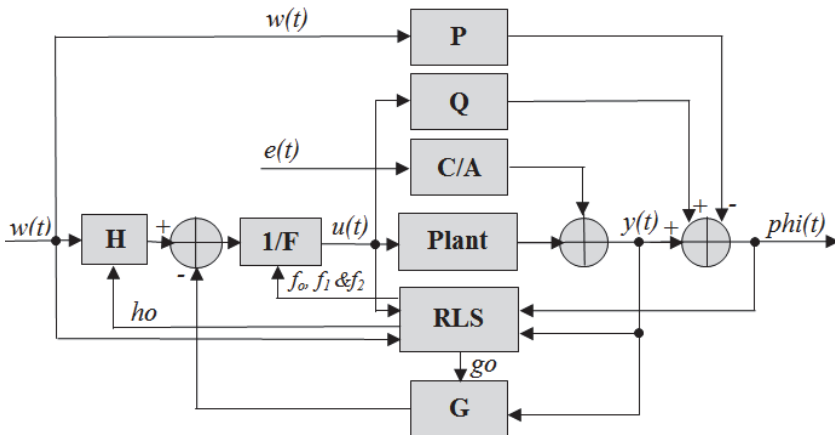 w(t)
P
Q
e(t)
C/A
w(t)
H
+
-
1/F
u(t)
Plant
y(t)
+
+
-
phi(t)
fo, f1 &f2
ho
RLS
go
G